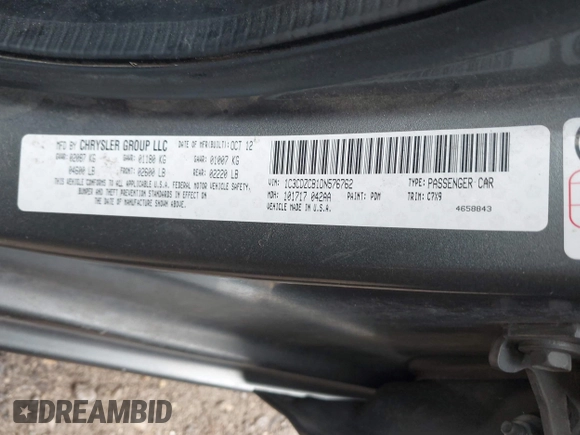 MFD BY CHRYSLER GROUP LLC DATE OF MFR(BUILT): OCT 12
GVWR: 02087 KG GAWR: 01180 KG GAWR: 01007 KG
04600 LB FRONT: 02600 LB REAR: 02220 LB
THIS VEHICLE CONFORMS TO ALL APPLICABLE U.S.A. FEDERAL MOTOR VEHICLE SAFETY,
BUMPER AND THEFT PREVENTION STANDARDS IN EFFECT ON
THE DATE OF MANUFACTURE SHOWN ABOVE.
VIN: 1C3CDZCB1DN576762 TYPE: PASSENGER CAR
MDH: 101717 042AA PAINT: PDM TRIM: C7X9
VEHICLE MADE IN U.S.A. 4658843
DREAMBID